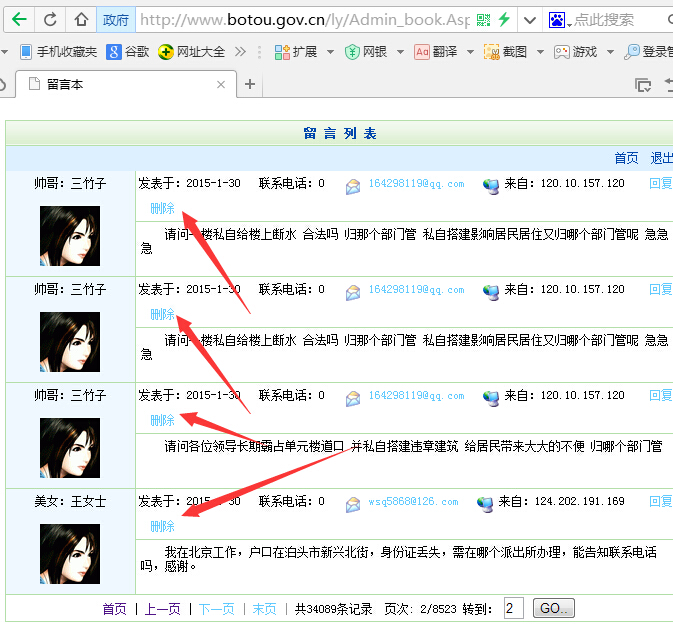 政府 http://www.botou.gov.cn/ly/Admin_book.Asp 点此搜索
手机收藏夹 谷歌 网址大全 扩展 网银 Aa 翻译 截图 游戏 登录管
留言本
留 言 列 表
首页 退出
帅哥：三竹子 发表于：2015-1-30 联系电话：0 164298119@qq.com 来自：120.10.157.120 回复
删除
请问一楼私自给楼上断水 合法吗 归那个部门管 私自搭建影响居民居住又归哪个部门管呢 急急
急
帅哥：三竹子 发表于：2015-1-30 联系电话：0 164298119@qq.com 来自：120.10.157.120 回复
删除
请问一楼私自给楼上断水 合法吗 归那个部门管 私自搭建影响居民居住又归哪个部门管呢 急急
急
帅哥：三竹子 发表于：2015-1-30 联系电话：0 164298119@qq.com 来自：120.10.157.120 回复
删除
请问各位领导长期霸占单元楼道口 并私自搭建违章建筑 给居民带来大大的不便 归哪个部门管
美女：王女士 发表于：2015-1-30 联系电话：0 wsq5868@126.com 来自：124.202.191.169 回复
删除
我在北京工作，户口在泊头市新兴北街，身份证丢失，需在哪个派出所办理，能告知联系电话
吗，感谢。
首页 | 上一页 | 下一页 | 末页 | 共34089条记录 页次：2/8523 转到： 2 GO..